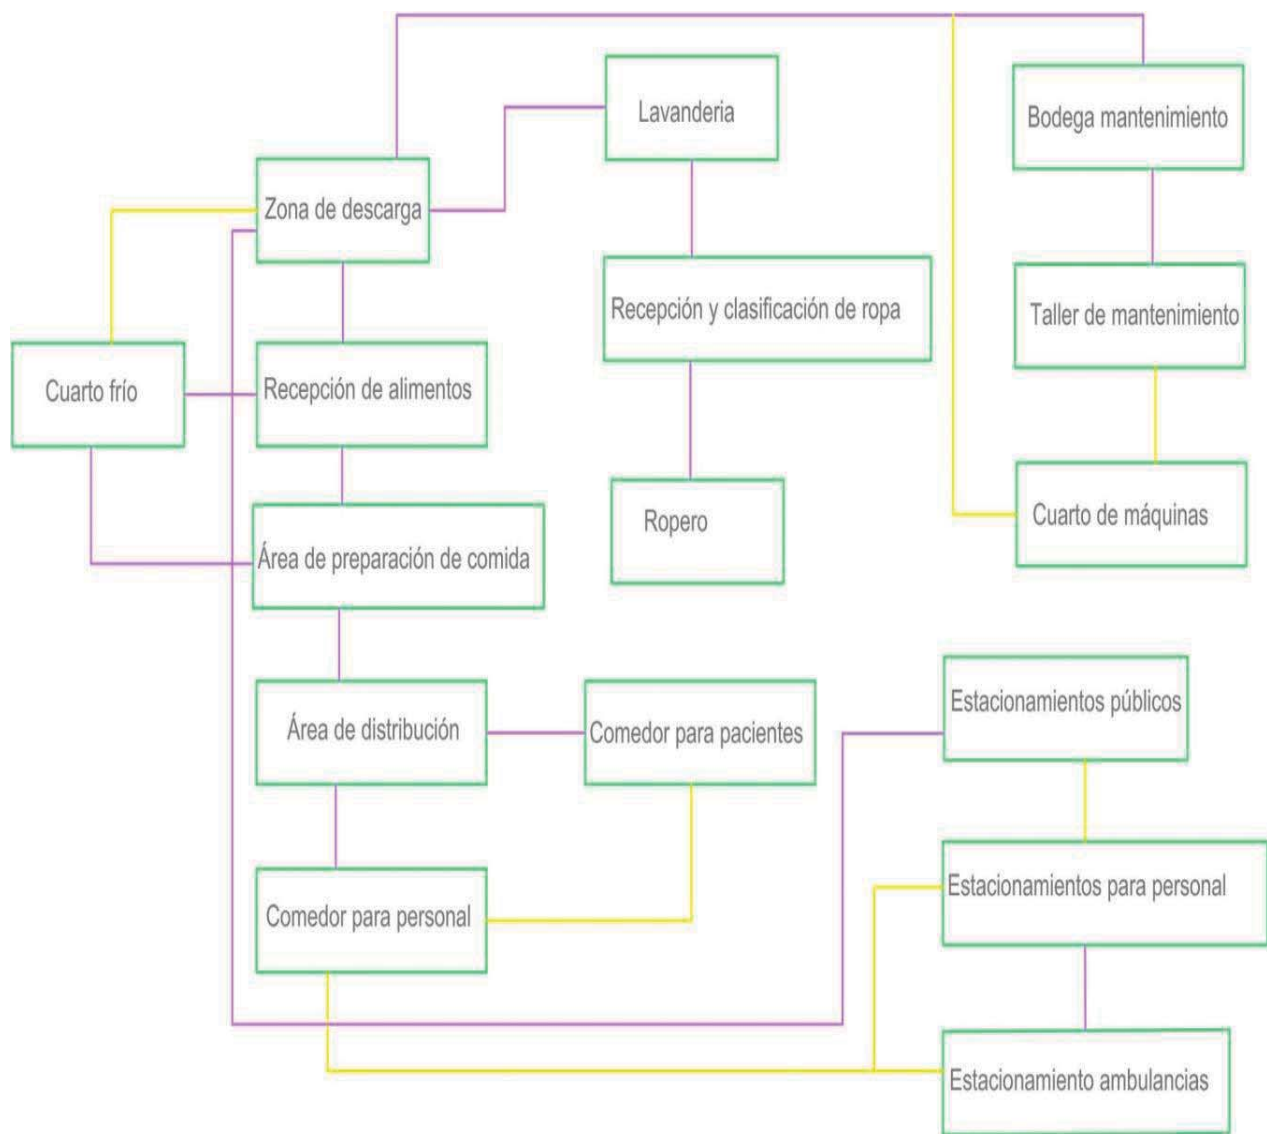 Lavanderia
Bodega mantenimiento
Zona de descarga
Recepción y clasificación de ropa
Taller de mantenimiento
Cuarto frío
Recepción de alimentos
Ropero
Cuarto de máquinas
Área de preparación de comida
Estacionamientos públicos
Área de distribución
Comedor para pacientes
Estacionamientos para personal
Comedor para personal
Estacionamiento ambulancias